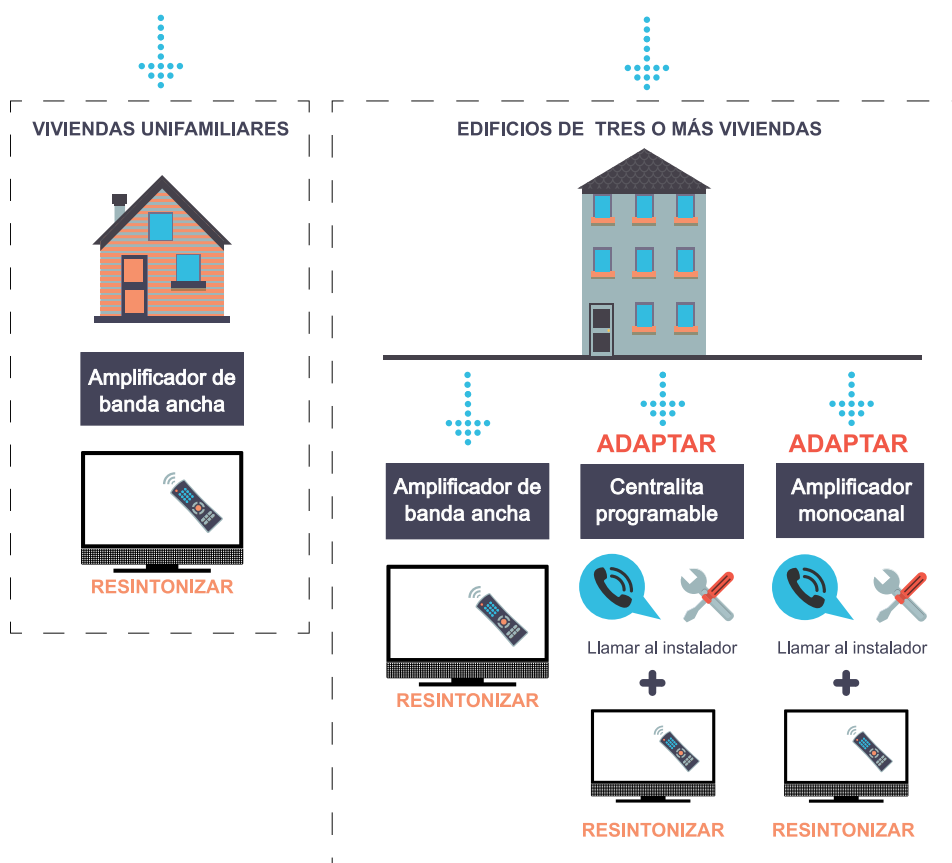 VIVIENDAS UNIFAMILIARES
Amplificador de
banda ancha
RESINTONIZAR
EDIFICIOS DE TRES O MÁS VIVIENDAS
Amplificador de
banda ancha
RESINTONIZAR
ADAPTAR
Centralita
programable
Llamar al instalador
+
RESINTONIZAR
ADAPTAR
Amplificador
monocanal
Llamar al instalador
+
RESINTONIZAR